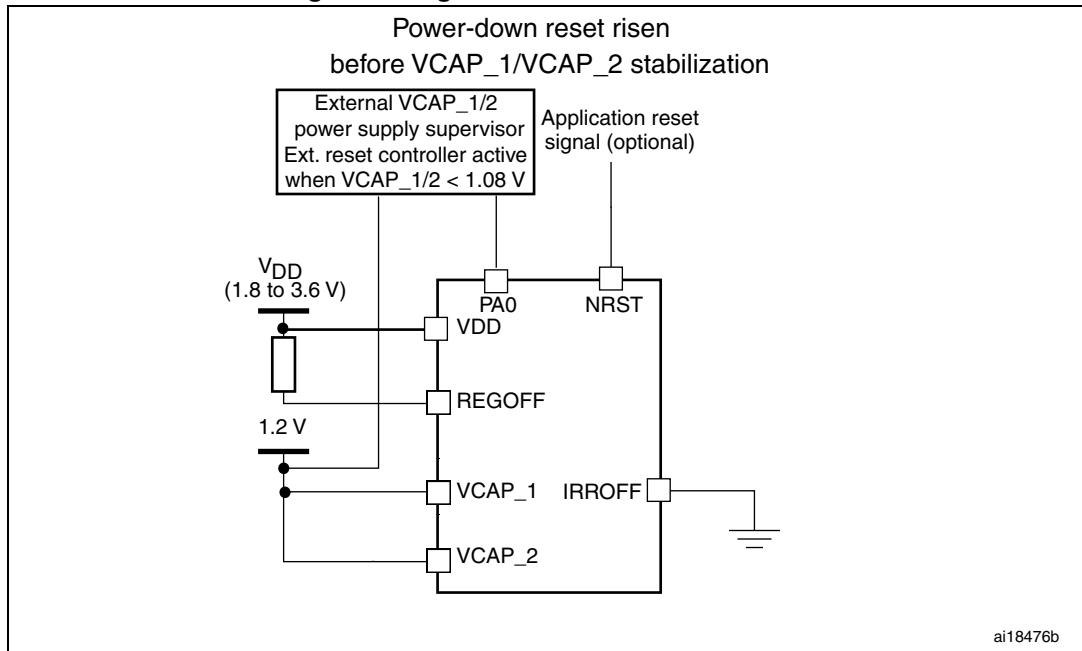 Power-down reset risen
before VCAP_1/VCAP_2 stabilization
External VCAP_1/2
power supply supervisor
Ext. reset controller active
when VCAP_1/2 < 1.08 V
Application reset
signal (optional)
VDD
(1.8 to 3.6 V)
PA0
NRST
VDD
REGOFF
1.2 V
VCAP_1
IRROFF
VCAP_2
ai18476b